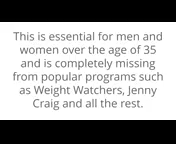 This is essential for men and
women over the age of 35
and is completely missing
from popular programs such
as Weight Watchers, Jenny
Craig and all the rest.